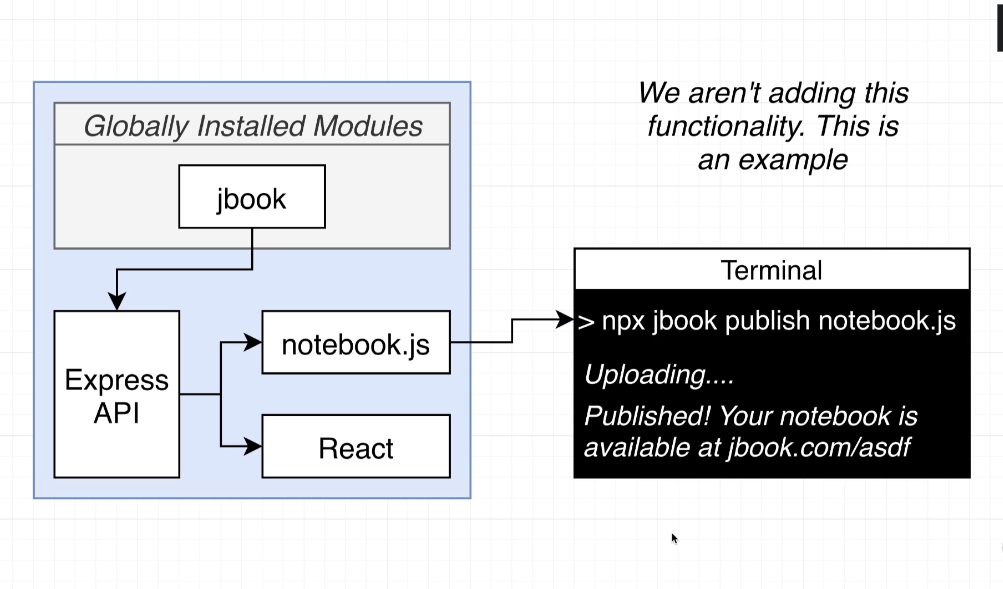 Globally Installed Modules
jbook
Express
API
notebook.js
React
We aren't adding this
functionality. This is
an example
Terminal
> npx jbook publish notebook.js
Uploading....
Published! Your notebook is
available at jbook.com/asdf